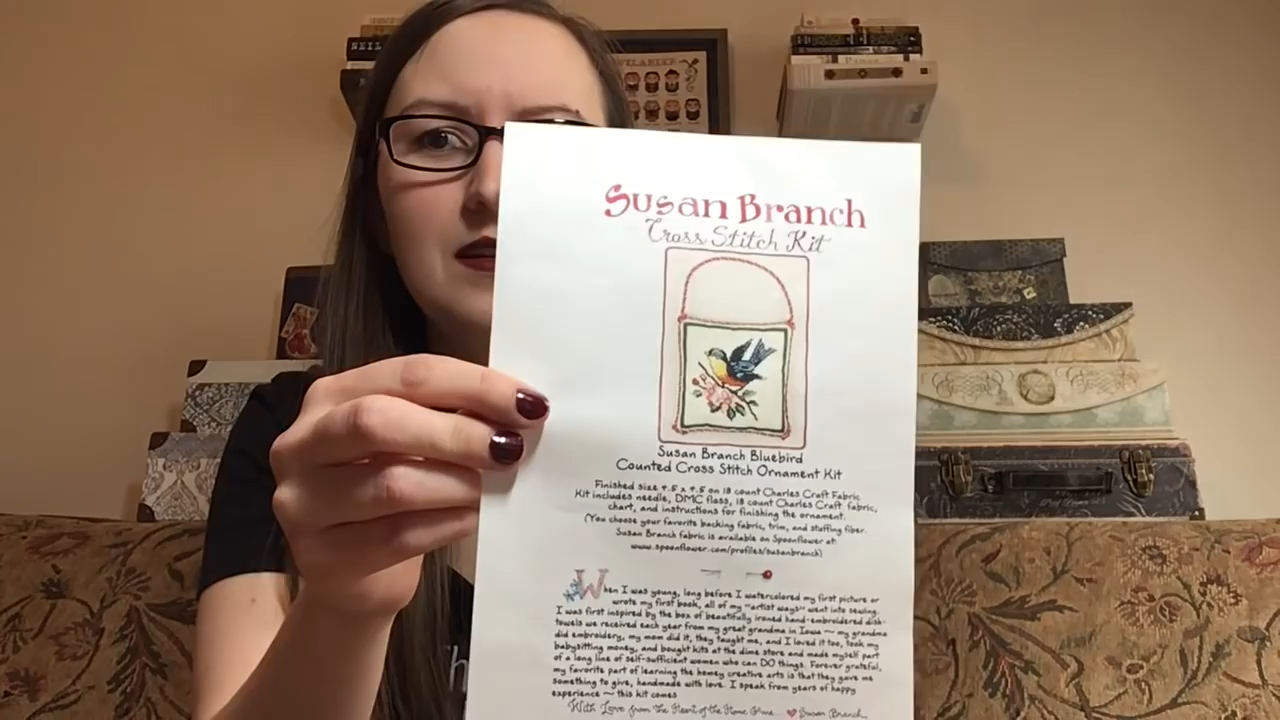 NEIL
Susan Branch
Cross Stitch Kit
Susan Branch Bluebird
Counted Cross Stitch Ornament Kit
Finished size 4.5 x 4.5 on 18 count Charles Craft Fabric
Kit includes needle, DMC floss, 18 count Charles Craft fabric,
chart, and instructions for finishing the ornament.
(You choose your favorite backing fabric, trim, and stuffing fiber.
Susan Branch fabric is available on Spoonflower at:
www.spoonflower.com/profiles/susanbranch)
When I was young, long before I watercolored my first picture or
wrote my first book, all of my "artist ways" went into sewing.
I was first inspired by the box of beautifully ironed hand-embroidered dish-
towels we received each year from my great grandma in Iowa ~ my grandma
did embroidery, my mom did it, they taught me, and I loved it too, took my
babysitting money, and bought kits at the dime store and made myself part
of a long line of self-sufficient women who can DO things. Forever grateful,
my favorite part of learning the homey creative arts is that they gave me
something to give, handmade with love. I speak from years of happy
experience ~ this kit comes
With Love from the Heart of the Home ... Susan Branch